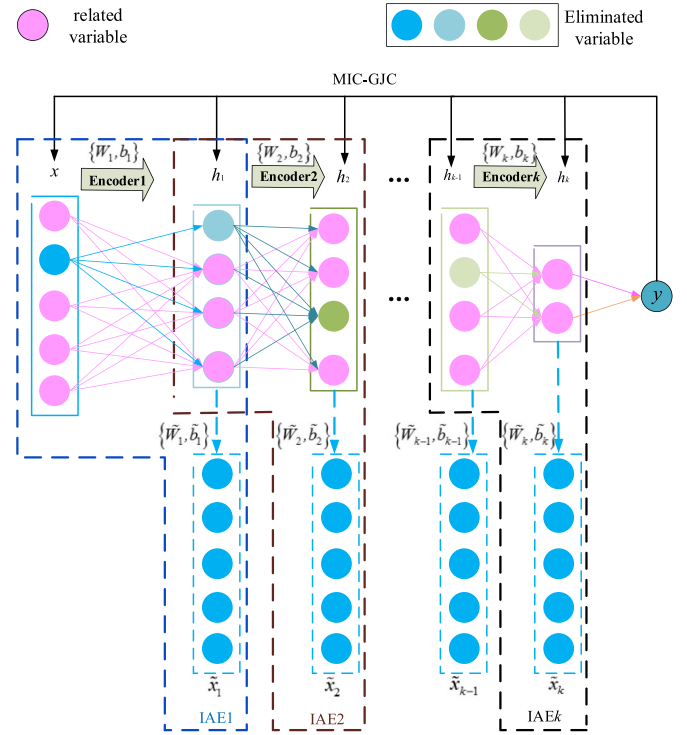 related
variable
Eliminated
variable
MIC-GJC
{W₁,b₁}
{W₂,b₂}
{Wₖ,bₖ}
x
Encoder1
h₁
Encoder2
h₂
...
hₖ₋₁
Encoderk
hₖ
...
y
{W̃₁,b̃₁}
{W̃₂,b̃₂}
{W̃ₖ₋₁,b̃ₖ₋₁}
{W̃ₖ,b̃ₖ}
x̃₁
x̃₂
x̃ₖ₋₁
x̃ₖ
IAE1
IAE2
IAEk